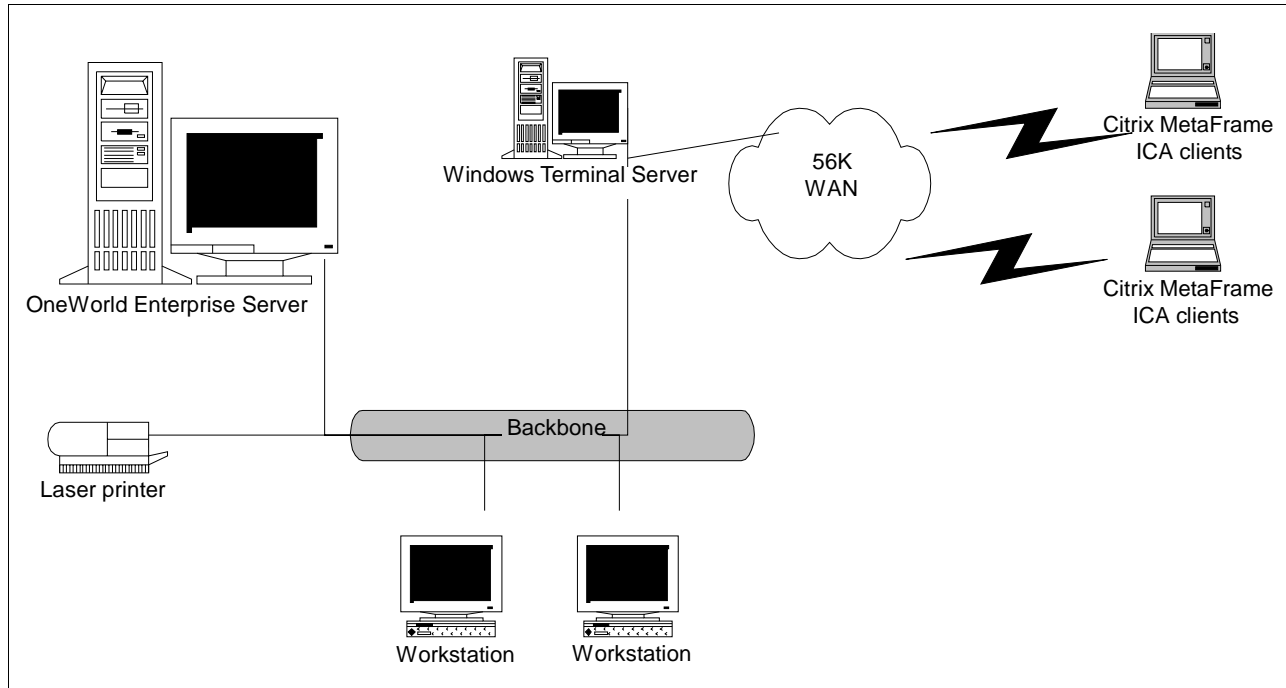 Citrix MetaFrame
ICA clients
Windows Terminal Server
56K
WAN
OneWorld Enterprise Server
Citrix MetaFrame
ICA clients
Backbone
Laser printer
Workstation
Workstation